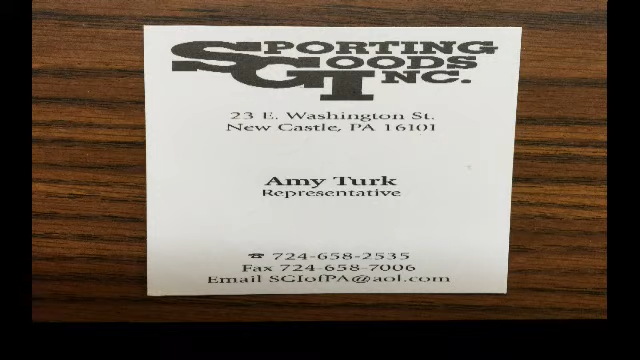 SPORTING
GOODS
INC.
23 E. Washington St.
New Castle, PA 16101
Amy Turk
Representative
☎ 724-658-2535
Fax 724-658-7006
Email SGIofPA@aol.com